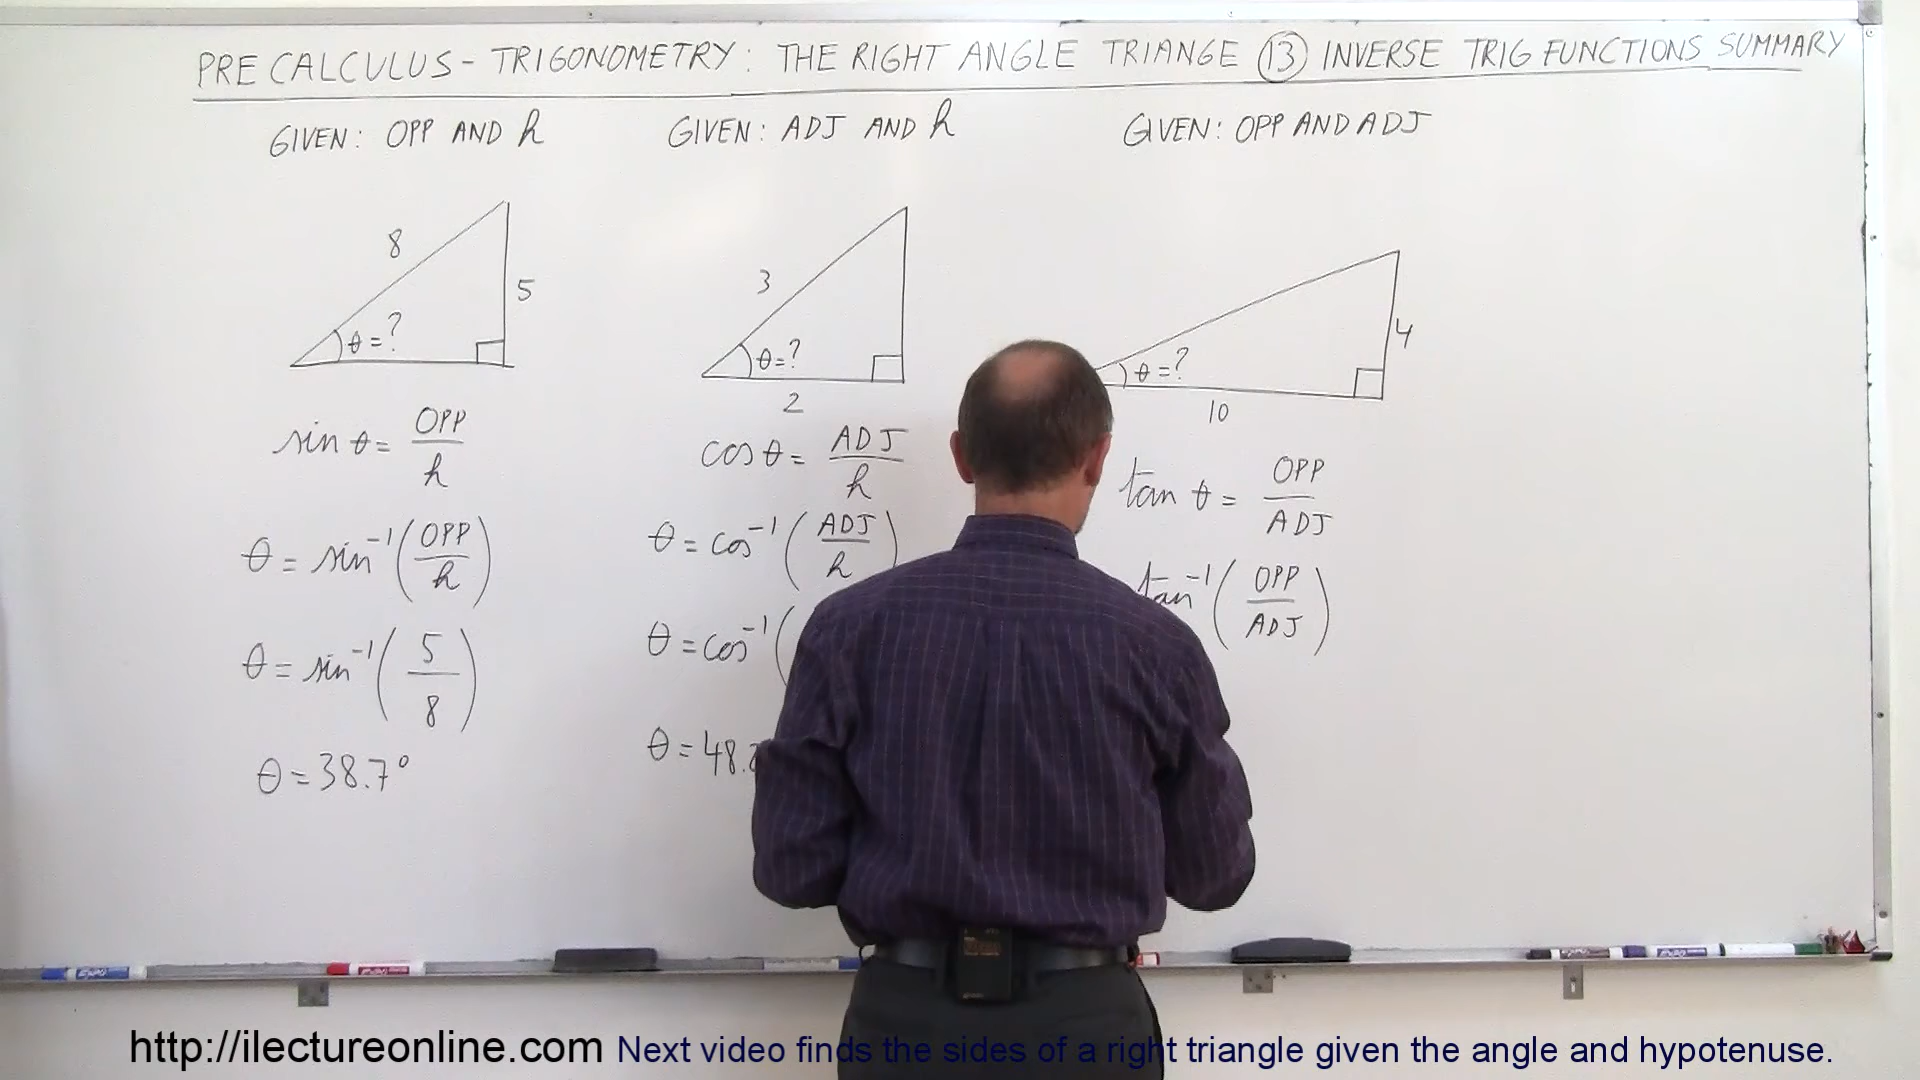 PRE CALCULUS - TRIGONOMETRY: THE RIGHT ANGLE TRIANGE 13 INVERSE TRIG FUNCTIONS SUMMARY
GIVEN: OPP AND h
8
5
θ = ?
sin θ = OPP / h
θ = sin⁻¹ ( OPP / h )
θ = sin⁻¹ ( 5 / 8 )
θ = 38.7°
GIVEN: ADJ AND h
3
θ = ?
2
cos θ = ADJ / h
θ = cos⁻¹ ( ADJ / h )
θ = cos⁻¹ (
θ = 48.
GIVEN: OPP AND ADJ
4
θ = ?
10
tan θ = OPP / ADJ
tan⁻¹ ( OPP / ADJ )
EXPO
http://ilectureonline.com Next video finds the sides of a right triangle given the angle and hypotenuse.